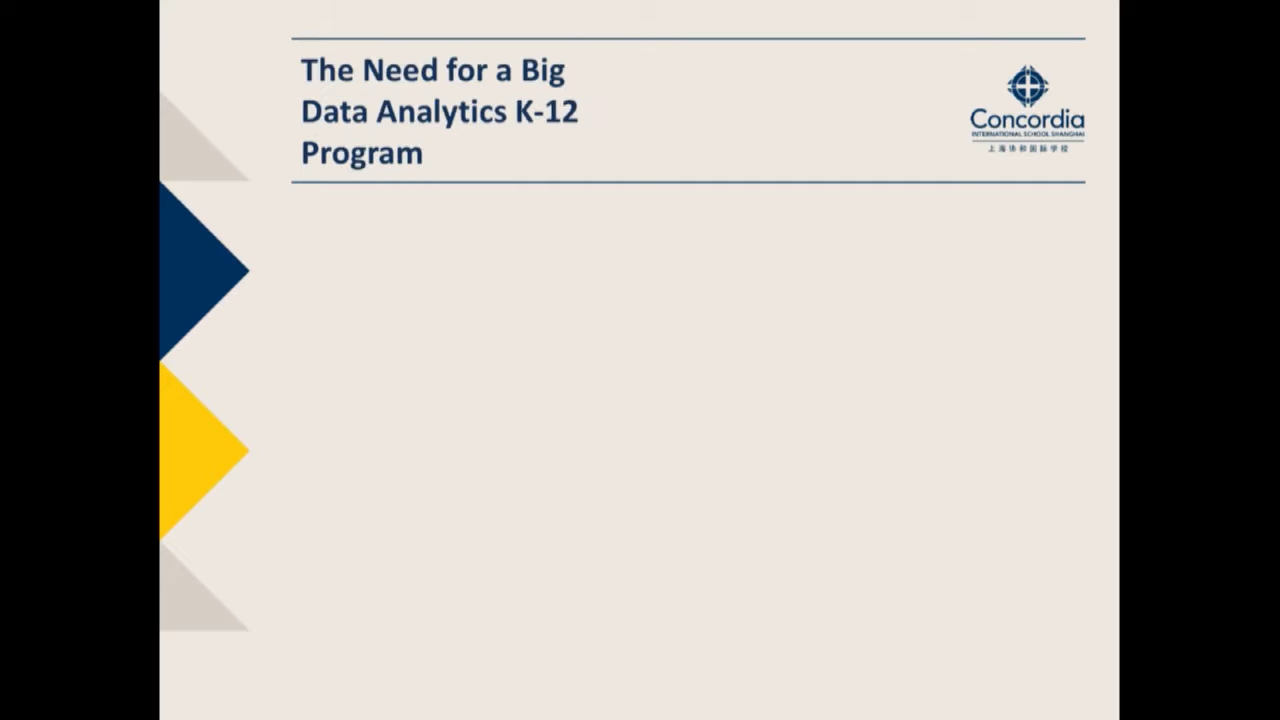 The Need for a Big
Data Analytics K-12
Program
Concordia
INTERNATIONAL SCHOOL SHANGHAI
上海协和国际学校